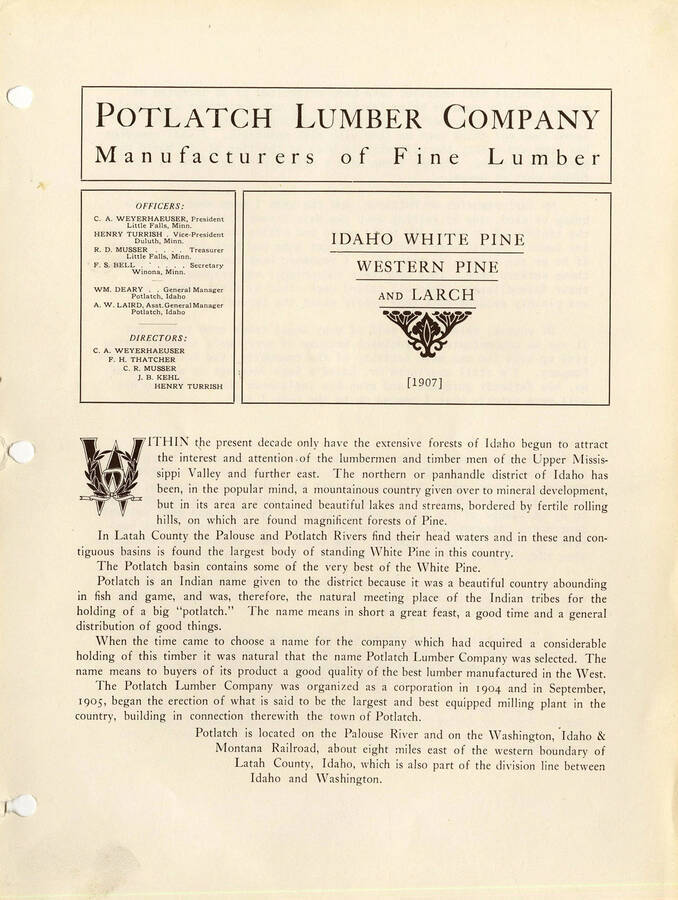 POTLATCH LUMBER COMPANY
Manufacturers of Fine Lumber
OFFICERS:
C. A. WEYERHAEUSER, President
Little Falls, Minn.
HENRY TURRISH . Vice-President
Duluth, Minn.
R. D. MUSSER . . . . Treasurer
Little Falls, Minn.
F. S. BELL . . . . . . Secretary
Winona, Minn.
WM. DEARY . . General Manager
Potlatch, Idaho
A. W. LAIRD, Asst. General Manager
Potlatch, Idaho
DIRECTORS:
C. A. WEYERHAEUSER
F. H. THATCHER
C. R. MUSSER
J. B. KEHL
HENRY TURRISH
IDAHO WHITE PINE
WESTERN PINE
AND LARCH
[1907]
WITHIN the present decade only have the extensive forests of Idaho begun to attract
the interest and attention of the lumbermen and timber men of the Upper Missis-
sippi Valley and further east. The northern or panhandle district of Idaho has
been, in the popular mind, a mountainous country given over to mineral development,
but in its area are contained beautiful lakes and streams, bordered by fertile rolling
hills, on which are found magnificent forests of Pine.
In Latah County the Palouse and Potlatch Rivers find their head waters and in these and con-
tiguous basins is found the largest body of standing White Pine in this country.
The Potlatch basin contains some of the very best of the White Pine.
Potlatch is an Indian name given to the district because it was a beautiful country abounding
in fish and game, and was, therefore, the natural meeting place of the Indian tribes for the
holding of a big "potlatch." The name means in short a great feast, a good time and a general
distribution of good things.
When the time came to choose a name for the company which had acquired a considerable
holding of this timber it was natural that the name Potlatch Lumber Company was selected. The
name means to buyers of its product a good quality of the best lumber manufactured in the West.
The Potlatch Lumber Company was organized as a corporation in 1904 and in September,
1905, began the erection of what is said to be the largest and best equipped milling plant in the
country, building in connection therewith the town of Potlatch.
Potlatch is located on the Palouse River and on the Washington, Idaho &
Montana Railroad, about eight miles east of the western boundary of
Latah County, Idaho, which is also part of the division line between
Idaho and Washington.